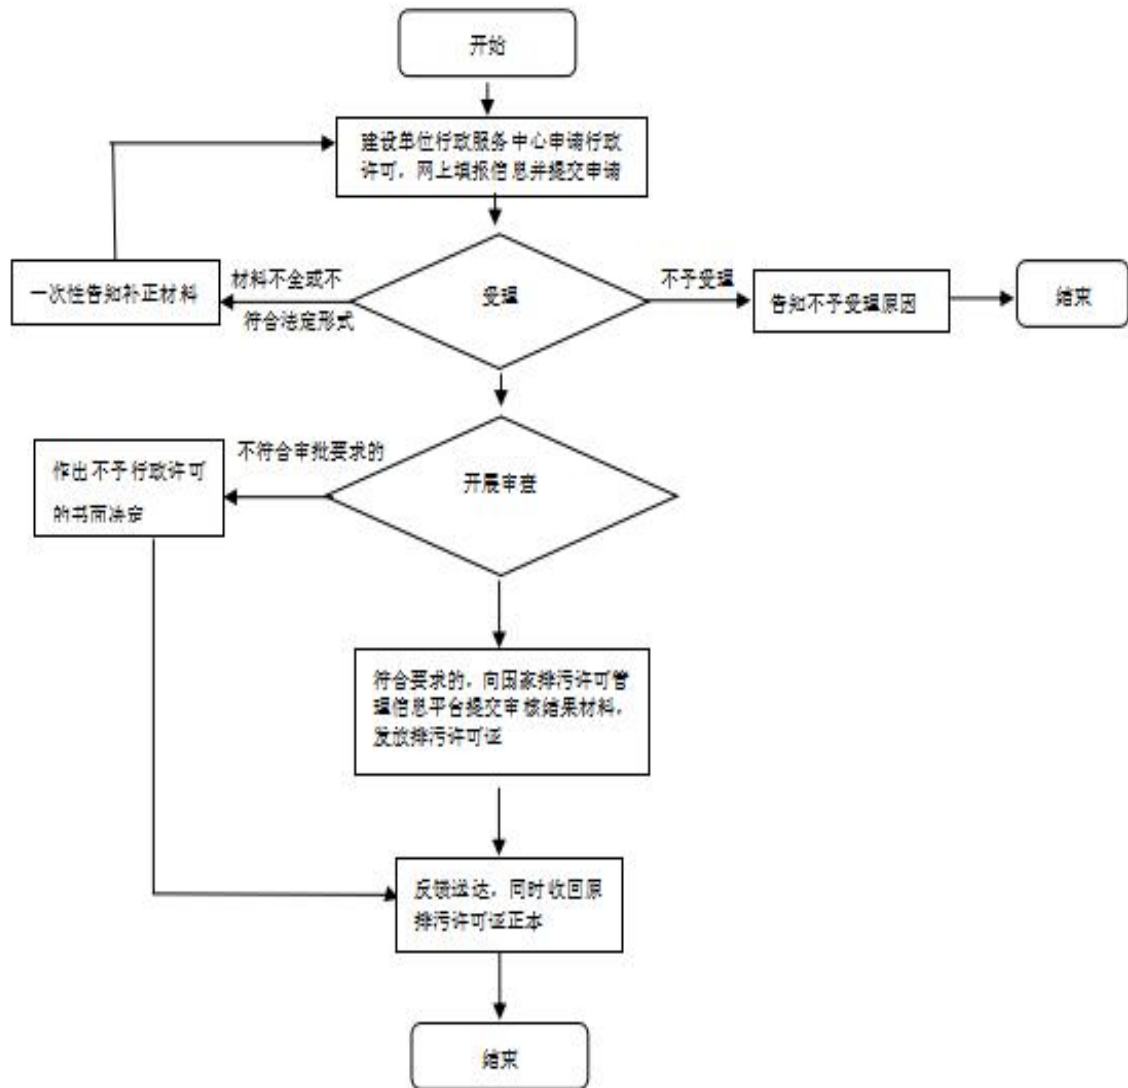 开始
建设单位行政服务中心申请行政
许可，网上填报信息并提交申请
材料不全或不
符合法定形式
一次性告知补正材料
受理
不予受理
告知不予受理原因
结束
不符合审批要求的
作出不予行政许可
的书面决定
开展审查
符合要求的，向国家排污许可管
理信息平台提交审核结果材料，
发放排污许可证
反馈送达，同时收回原
排污许可证正本
结束